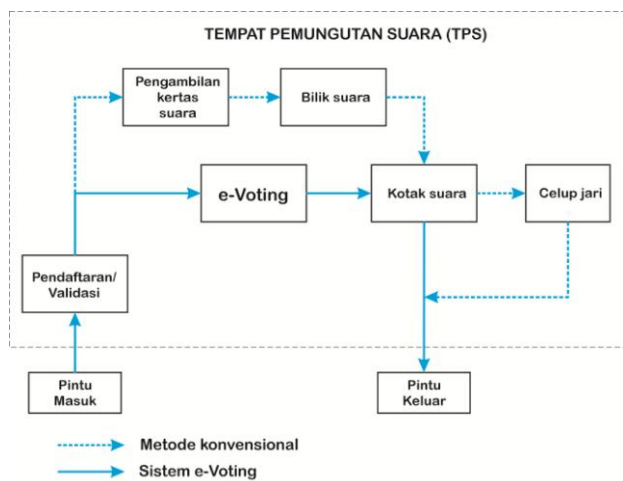 TEMPAT PEMUNGUTAN SUARA (TPS)
Pengambilan
kertas
suara
Bilik suara
e-Voting
Kotak suara
Celup jari
Pendaftaran/
Validasi
Pintu
Masuk
Pintu
Keluar
Metode konvensional
Sistem e-Voting